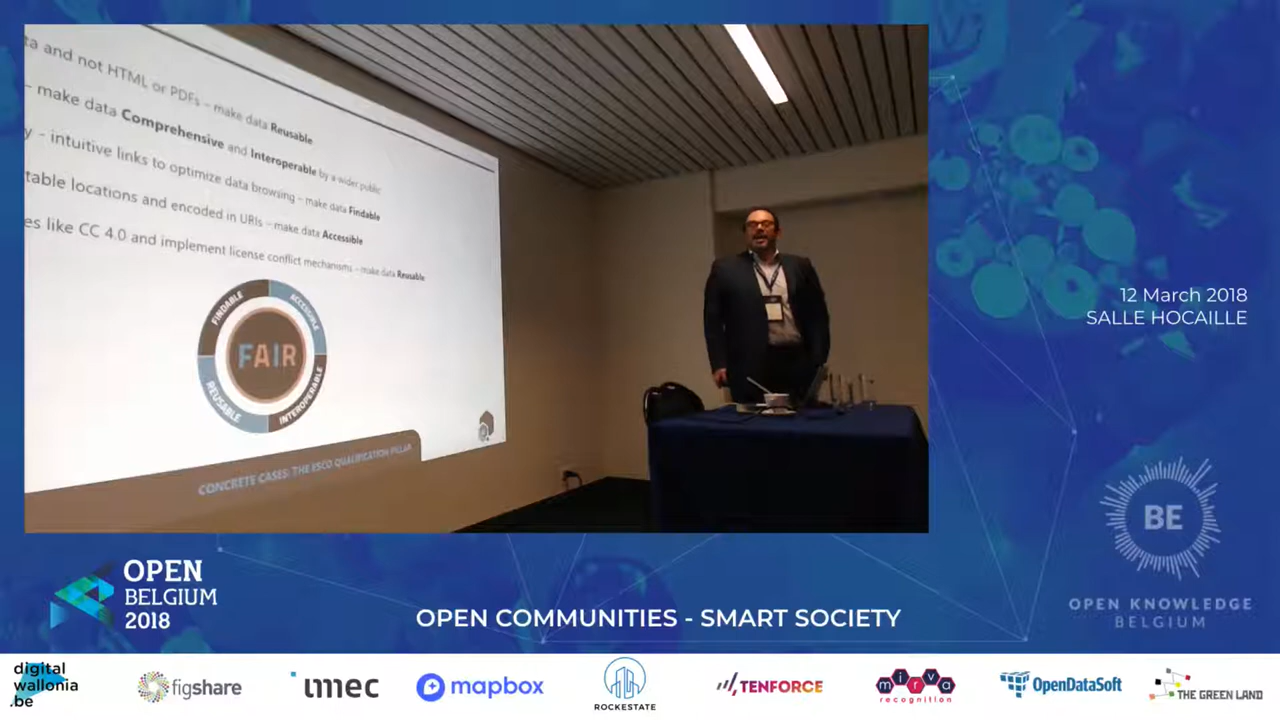 ta and not HTML or PDFs – make data Reusable
– make data Comprehensive and Interoperable by a wider public
y – intuitive links to optimize data browsing – make data Findable
table locations and encoded in URIs – make data Accessible
es like CC 4.0 and implement license conflict mechanisms – make data Reusable
FINDABLE
ACCESSIBLE
FAIR
REUSABLE
INTEROPERABLE
CONCRETE CASES: THE ESCO QUALIFICATION PILLAR
12 March 2018
SALLE HOCAILLE
BE
OPEN KNOWLEDGE
BELGIUM
OPEN
BELGIUM
2018
OPEN COMMUNITIES - SMART SOCIETY
digital
wallonia
.be
figshare
imec
mapbox
ROCKESTATE
TENFORCE
mirva
recognition
OpenDataSoft
THE GREEN LAND